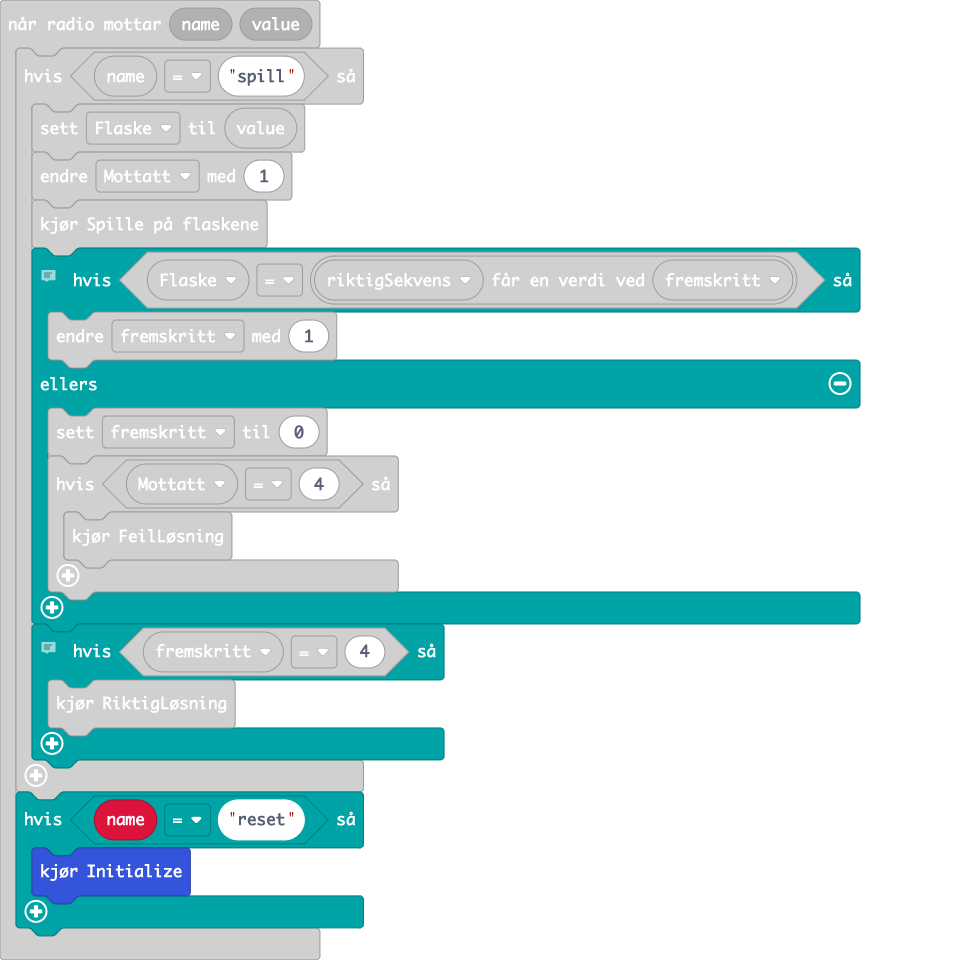 når radio mottar name value
hvis name = "spill" så
sett Flaske til value
endre Mottatt med 1
kjør Spille på flaskene
hvis Flaske = riktigSekvens får en verdi ved fremskritt så
endre fremskritt med 1
ellers
sett fremskritt til 0
hvis Mottatt = 4 så
kjør FeilLøsning
hvis fremskritt = 4 så
kjør RiktigLøsning
hvis name = "reset" så
kjør Initialize